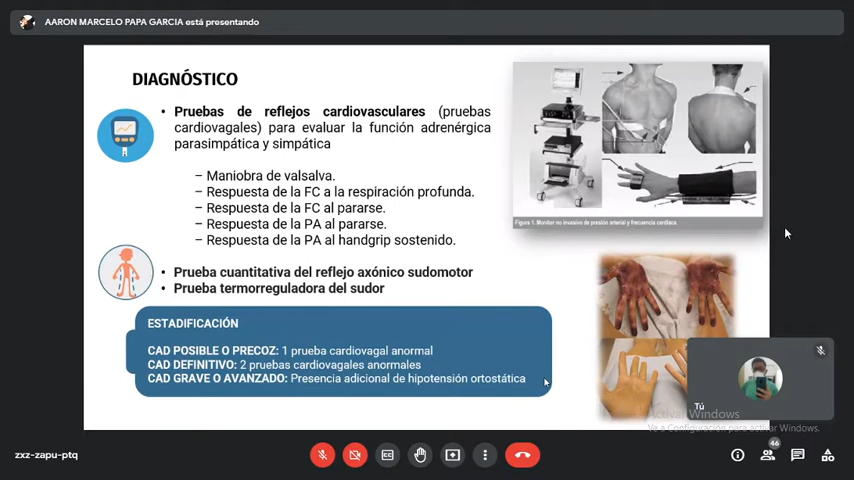 AARON MARCELO PAPA GARCIA está presentando
DIAGNÓSTICO
• Pruebas de reflejos cardiovasculares (pruebas
cardiovagales) para evaluar la función adrenérgica
parasimpática y simpática
– Maniobra de valsalva.
– Respuesta de la FC a la respiración profunda.
– Respuesta de la FC al pararse.
– Respuesta de la PA al pararse.
– Respuesta de la PA al handgrip sostenido.
• Prueba cuantitativa del reflejo axónico sudomotor
• Prueba termorreguladora del sudor
ESTADIFICACIÓN
CAD POSIBLE O PRECOZ: 1 prueba cardiovagal anormal
CAD DEFINITIVO: 2 pruebas cardiovagales anormales
CAD GRAVE O AVANZADO: Presencia adicional de hipotensión ortostática
Figura 1. Monitor no invasivo de presión arterial y frecuencia cardíaca.
Tú
Activar Windows
Ve a Configuración para activar Windows.
zxz-zapu-ptq
CC
46